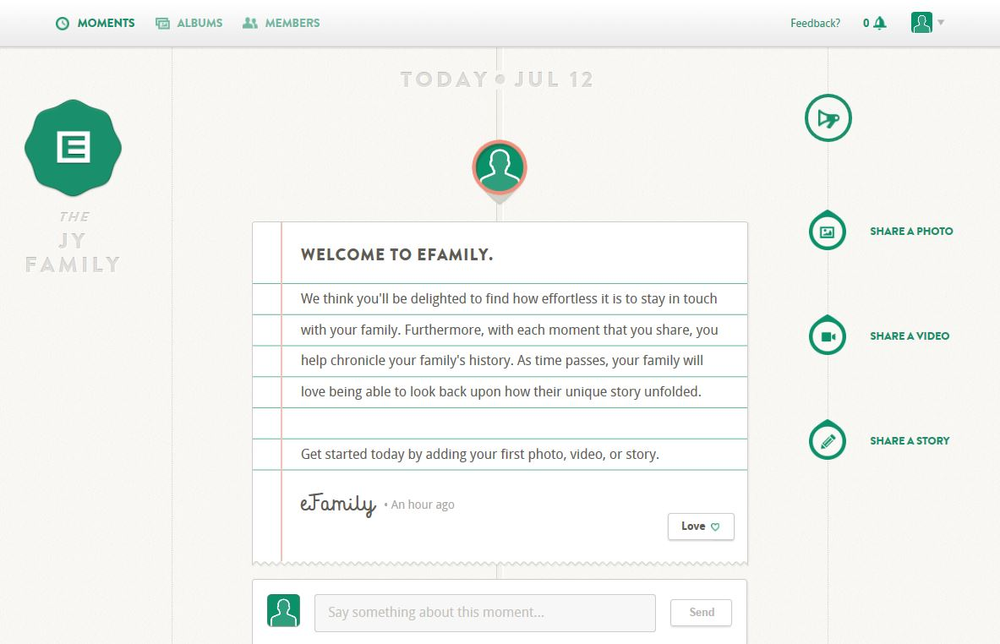 MOMENTS ALBUMS MEMBERS Feedback? 0
TODAY • JUL 12
E
THE
JY
FAMILY
WELCOME TO EFAMILY.
We think you'll be delighted to find how effortless it is to stay in touch
with your family. Furthermore, with each moment that you share, you
help chronicle your family's history. As time passes, your family will
love being able to look back upon how their unique story unfolded.
Get started today by adding your first photo, video, or story.
eFamily • An hour ago
Love
Say something about this moment...
Send
SHARE A PHOTO
SHARE A VIDEO
SHARE A STORY